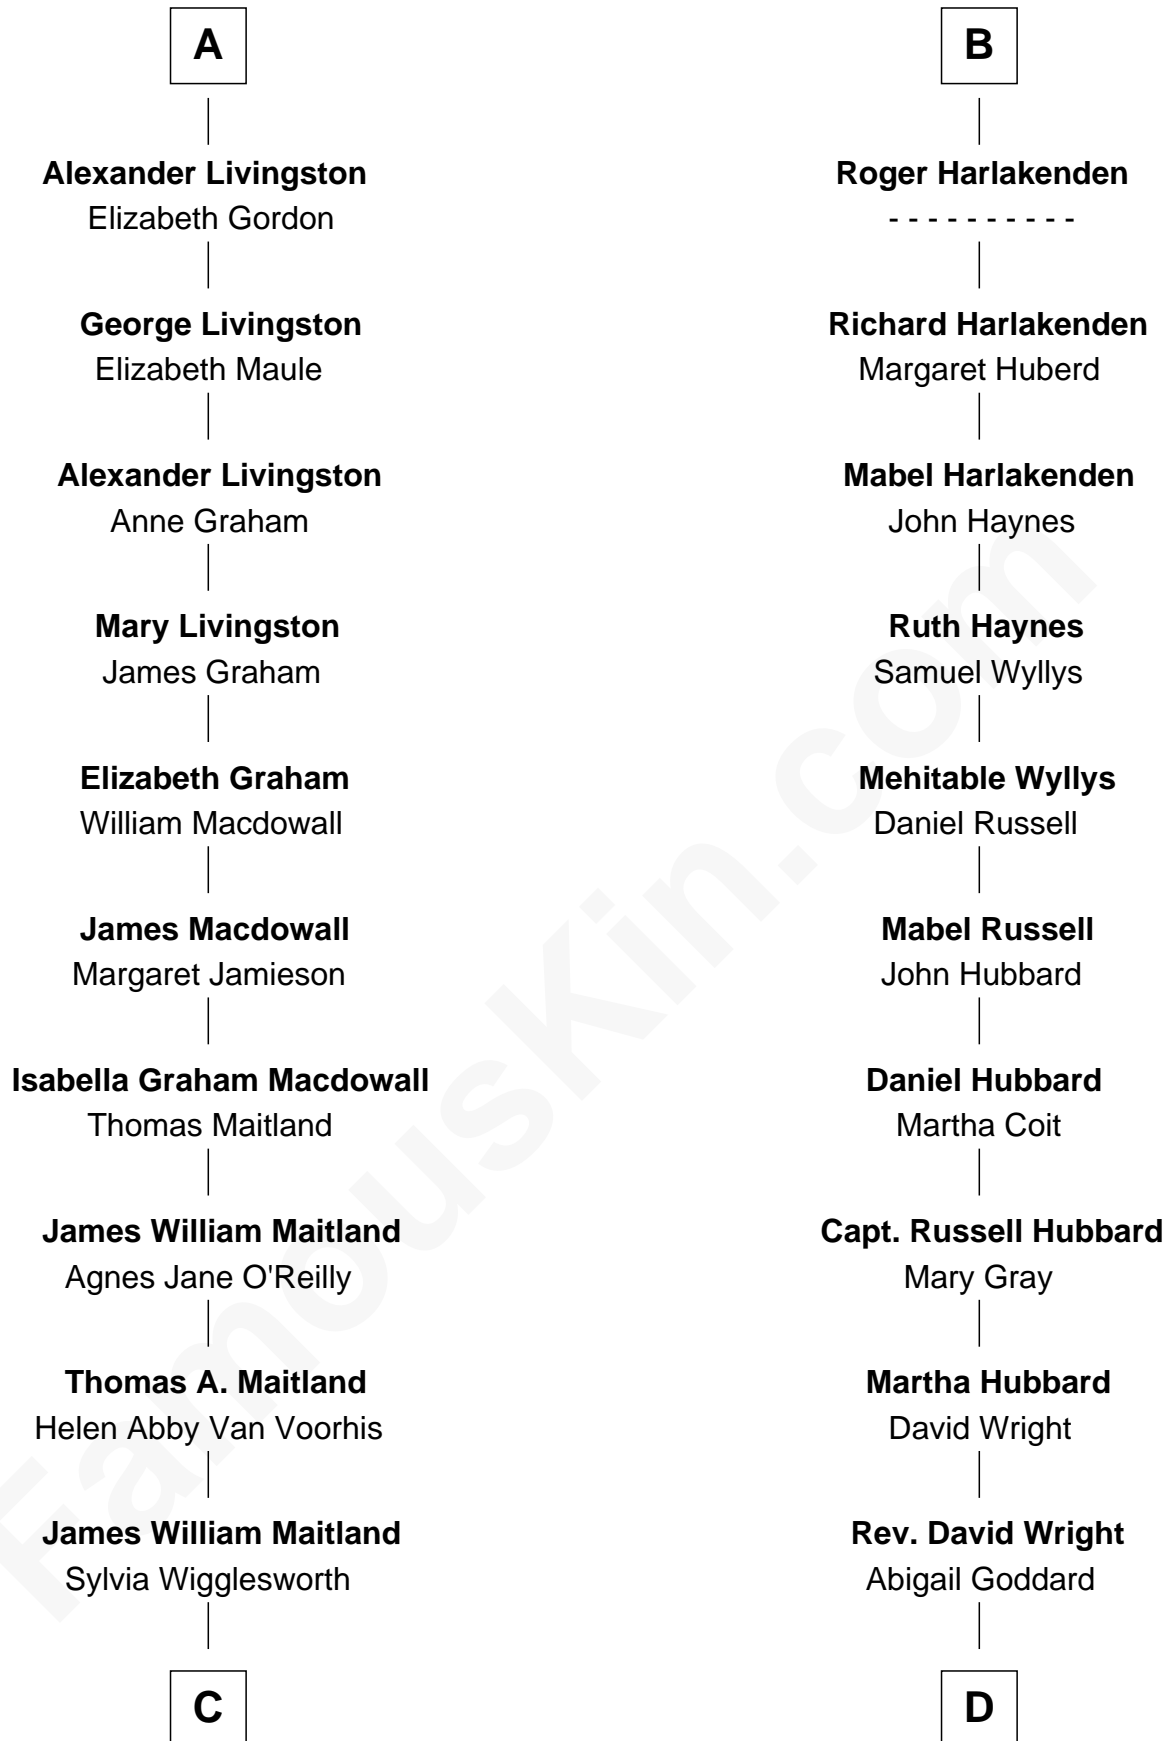 A
Alexander Livingston
Elizabeth Gordon
George Livingston
Elizabeth Maule
Alexander Livingston
Anne Graham
Mary Livingston
James Graham
Elizabeth Graham
William Macdowall
James Macdowall
Margaret Jamieson
Isabella Graham Macdowall
Thomas Maitland
James William Maitland
Agnes Jane O'Reilly
Thomas A. Maitland
Helen Abby Van Voorhis
James William Maitland
Sylvia Wigglesworth
C
B
Roger Harlakenden
- - - - - - - - - -
Richard Harlakenden
Margaret Huberd
Mabel Harlakenden
John Haynes
Ruth Haynes
Samuel Wyllys
Mehitable Wyllys
Daniel Russell
Mabel Russell
John Hubbard
Daniel Hubbard
Martha Coit
Capt. Russell Hubbard
Mary Gray
Martha Hubbard
David Wright
Rev. David Wright
Abigail Goddard
D
FamousKin.com